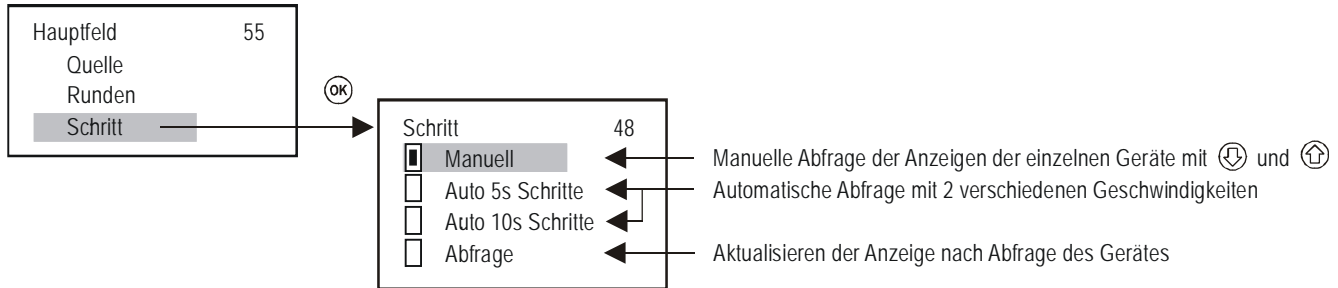 Hauptfeld 55
Quelle
Runden
Schritt
OK
Schritt 48
Manuell
Auto 5s Schritte
Auto 10s Schritte
Abfrage
Manuelle Abfrage der Anzeigen der einzelnen Geräte mit und
Automatische Abfrage mit 2 verschiedenen Geschwindigkeiten
Aktualisieren der Anzeige nach Abfrage des Gerätes